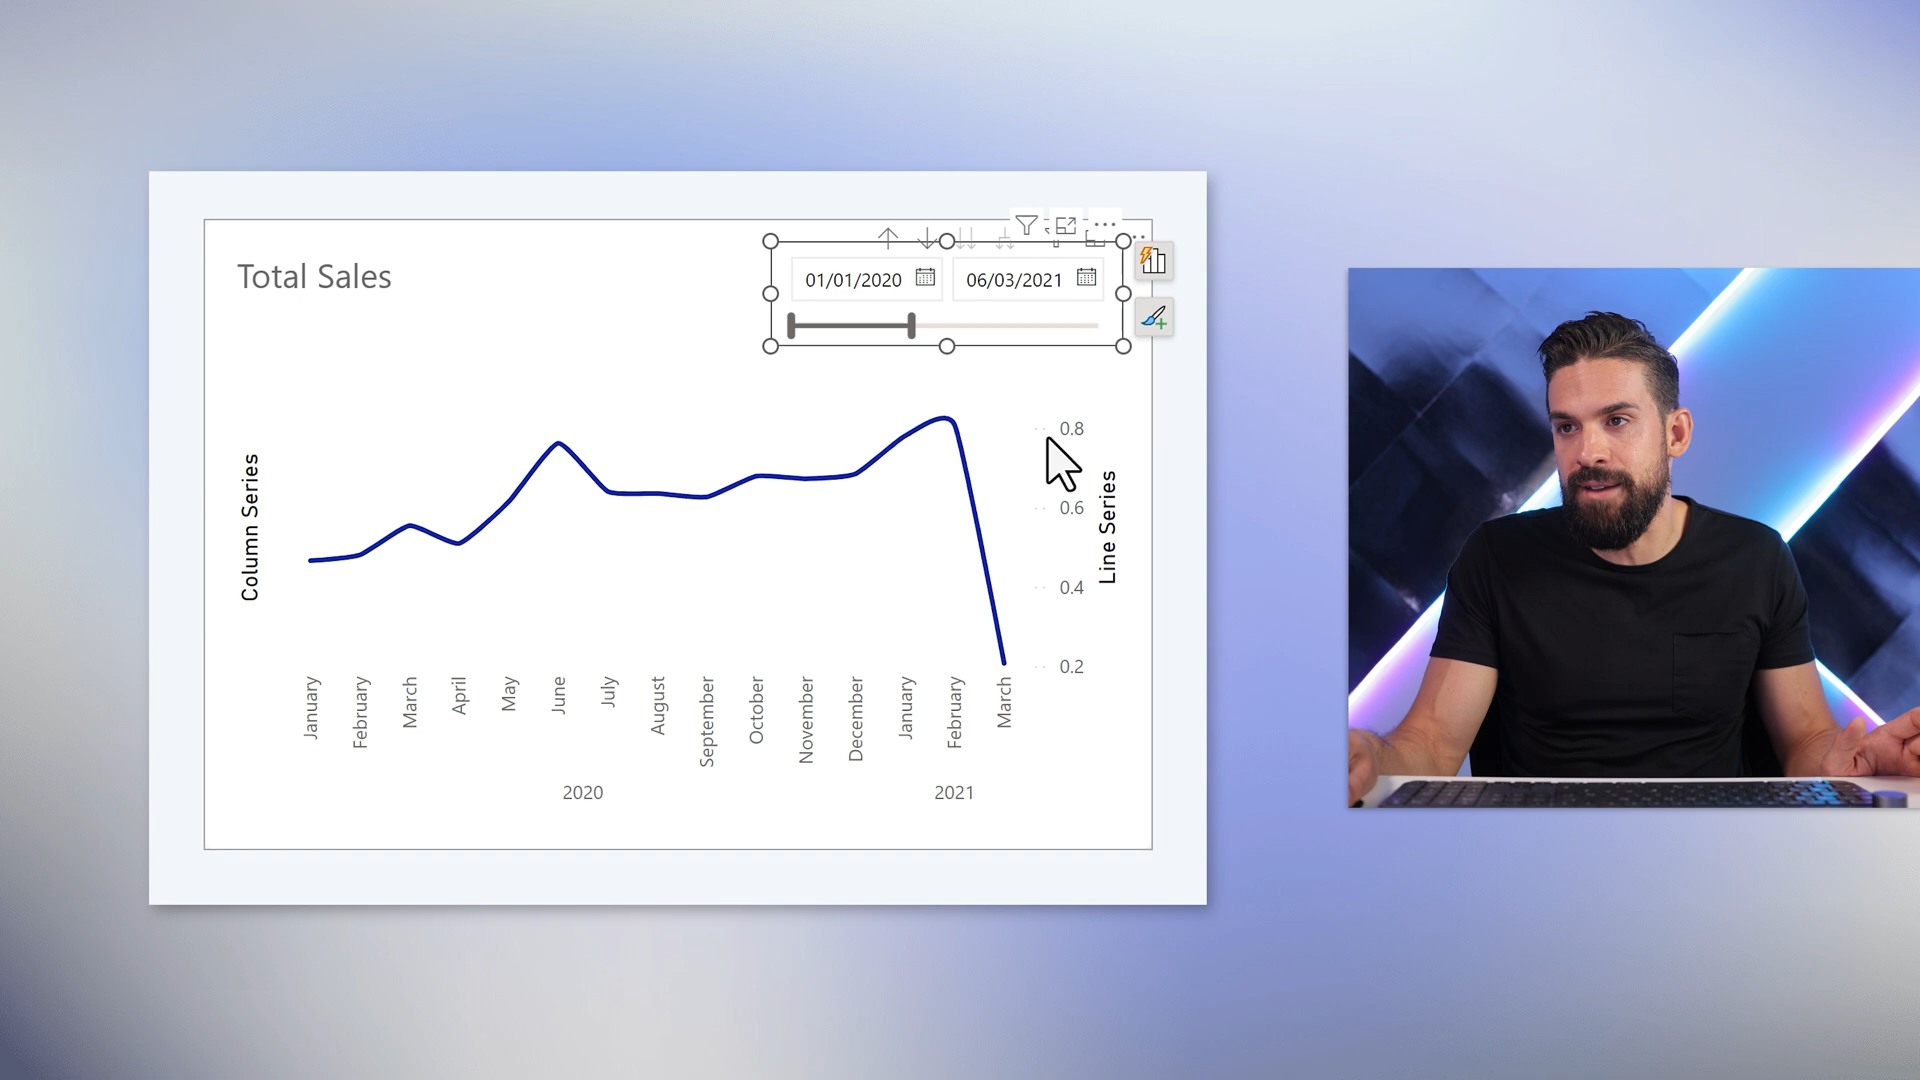 Total Sales
01/01/2020
06/03/2021
Column Series
0.8
0.6
0.4
0.2
Line Series
January
February
March
April
May
June
July
August
September
October
November
December
January
February
March
2020
2021